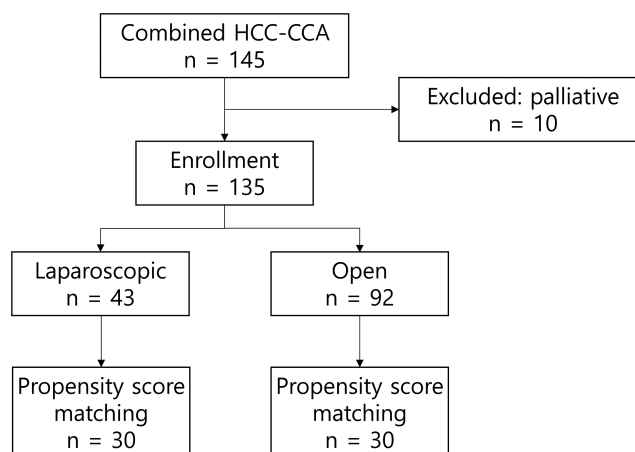 Combined HCC-CCA
n = 145
Excluded: palliative
n = 10
Enrollment
n = 135
Laparoscopic
n = 43
Open
n = 92
Propensity score
matching
n = 30
Propensity score
matching
n = 30